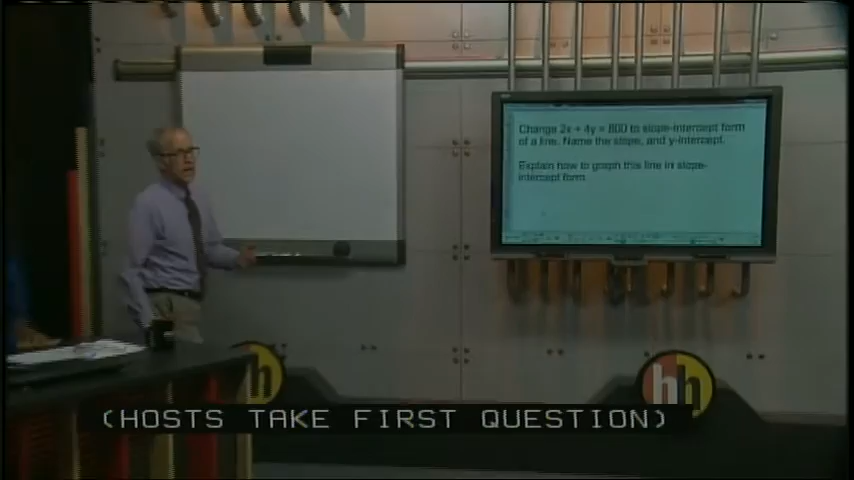 Change 2x + 4y = 800 to slope-intercept form
of a line. Name the slope, and y-intercept.
Explain how to graph this line in slope-
intercept form.
h
hh
(HOSTS TAKE FIRST QUESTION)